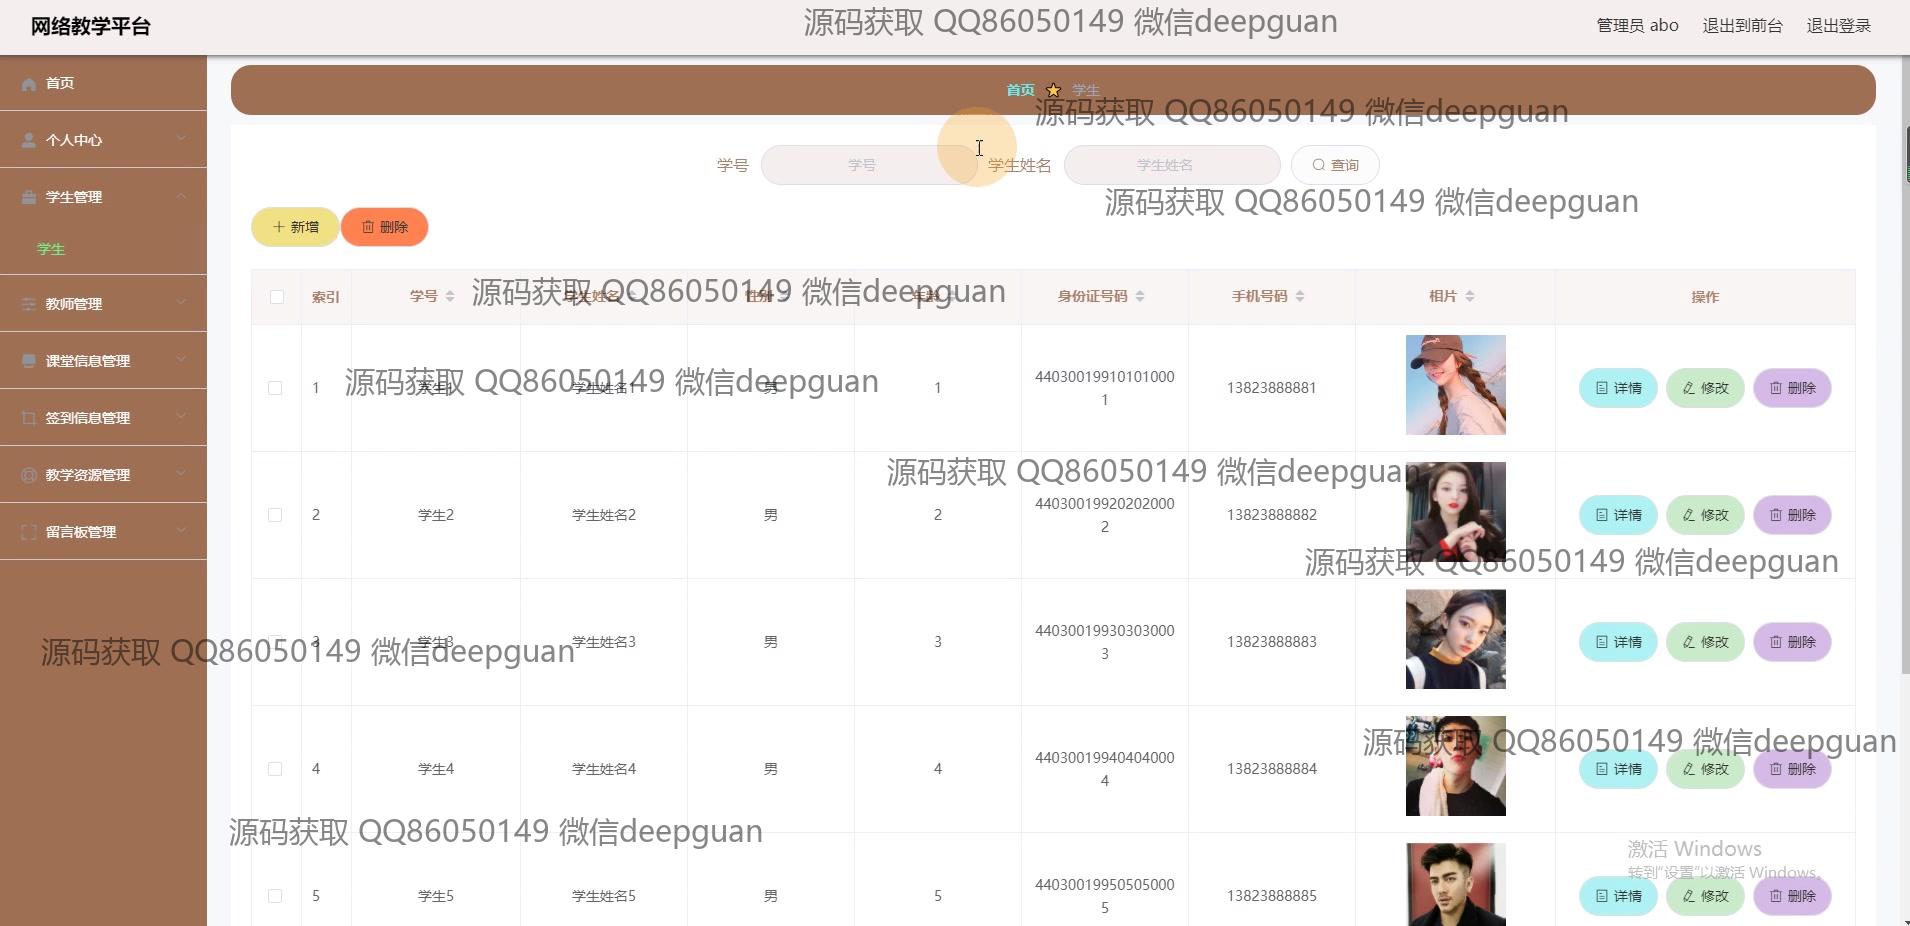 网络教学平台
源码获取 QQ86050149 微信deepguan
管理员 abo 退出到前台 退出登录
首页
个人中心
学生管理
学生
教师管理
课堂信息管理
签到信息管理
教学资源管理
留言板管理
首页 学生
源码获取 QQ86050149 微信deepguan
学号 学号 学生姓名 学生姓名 查询
源码获取 QQ86050149 微信deepguan
新增 删除
索引 学号 学生姓名 性别 年龄 身份证号码 手机号码 相片 操作
源码获取 QQ86050149 微信deepguan
1 学生1 学生姓名1 男 1 44030019910101000 13823888881 详情 修改 删除
1
源码获取 QQ86050149 微信deepguan
源码获取 QQ86050149 微信deepguan
2 学生2 学生姓名2 男 2 44030019920202000 13823888882 详情 修改 删除
2
源码获取 QQ86050149 微信deepguan
3 学生3 学生姓名3 男 3 44030019930303000 13823888883 详情 修改 删除
3
源码获取 QQ86050149 微信deepguan
源码获取 QQ86050149 微信deepguan
4 学生4 学生姓名4 男 4 44030019940404000 13823888884 详情 修改 删除
4
源码获取 QQ86050149 微信deepguan
激活 Windows
转到"设置"以激活 Windows。
5 学生5 学生姓名5 男 5 44030019950505000 13823888885 详情 修改 删除
5